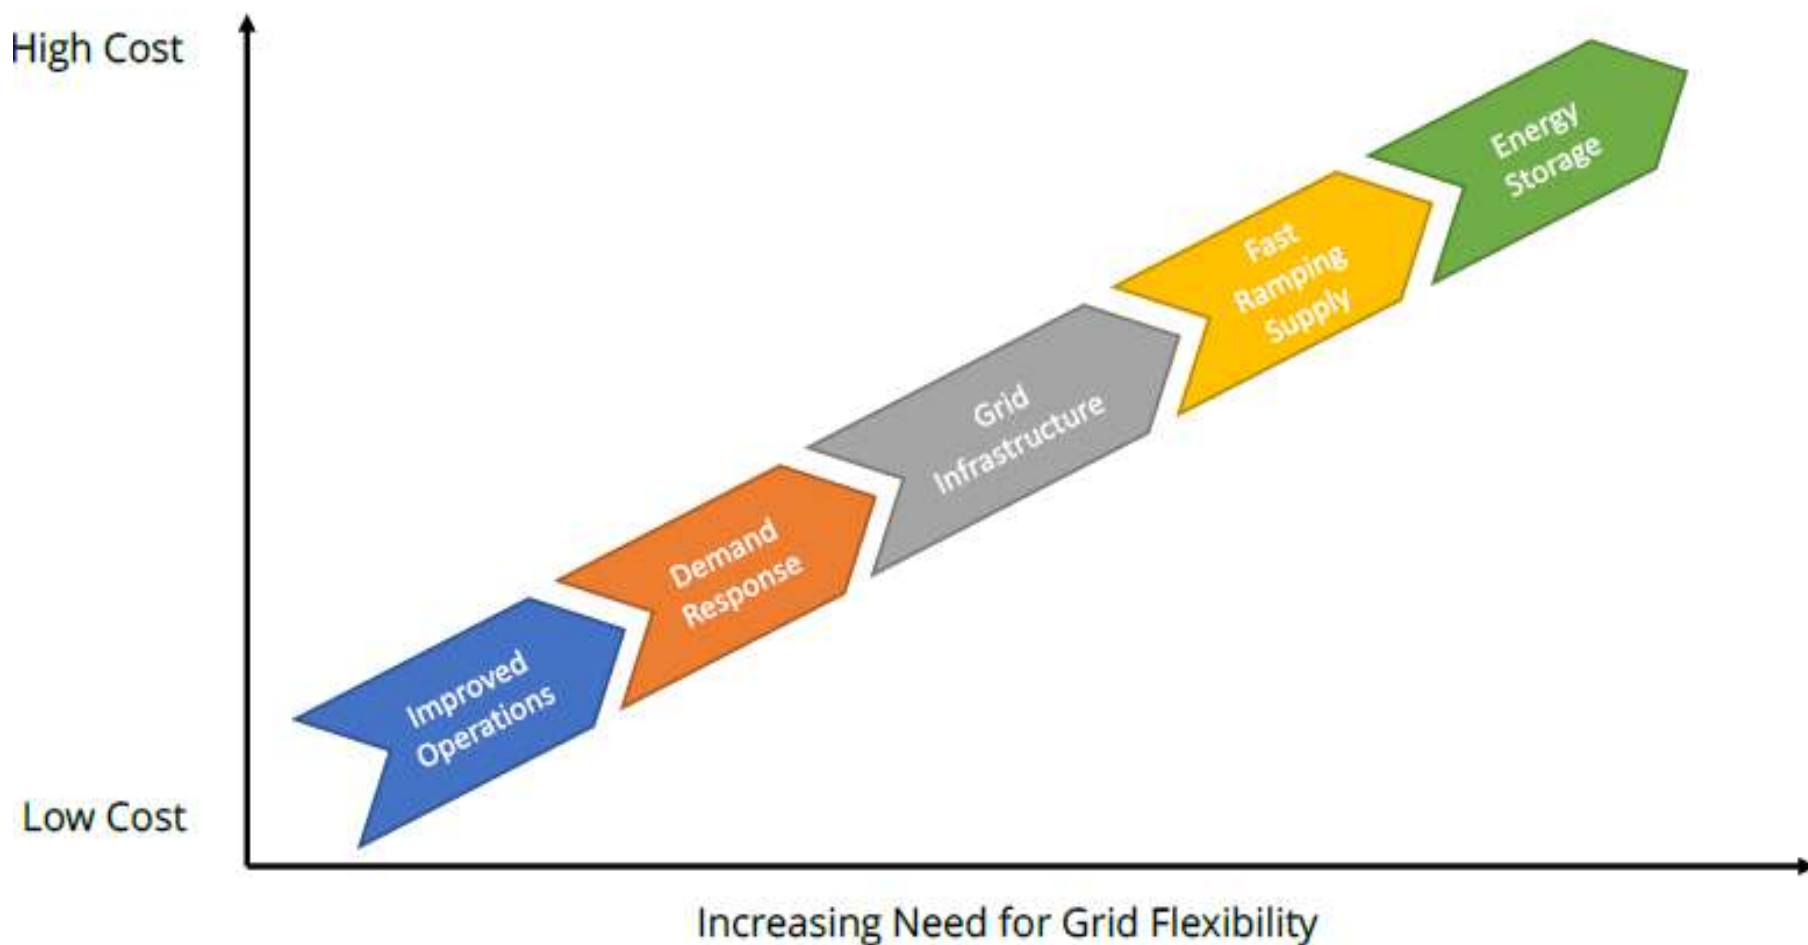 High Cost
Energy
Storage
Fast
Ramping
Supply
Grid
Infrastructure
Demand
Response
Improved
Operations
Low Cost
Increasing Need for Grid Flexibility